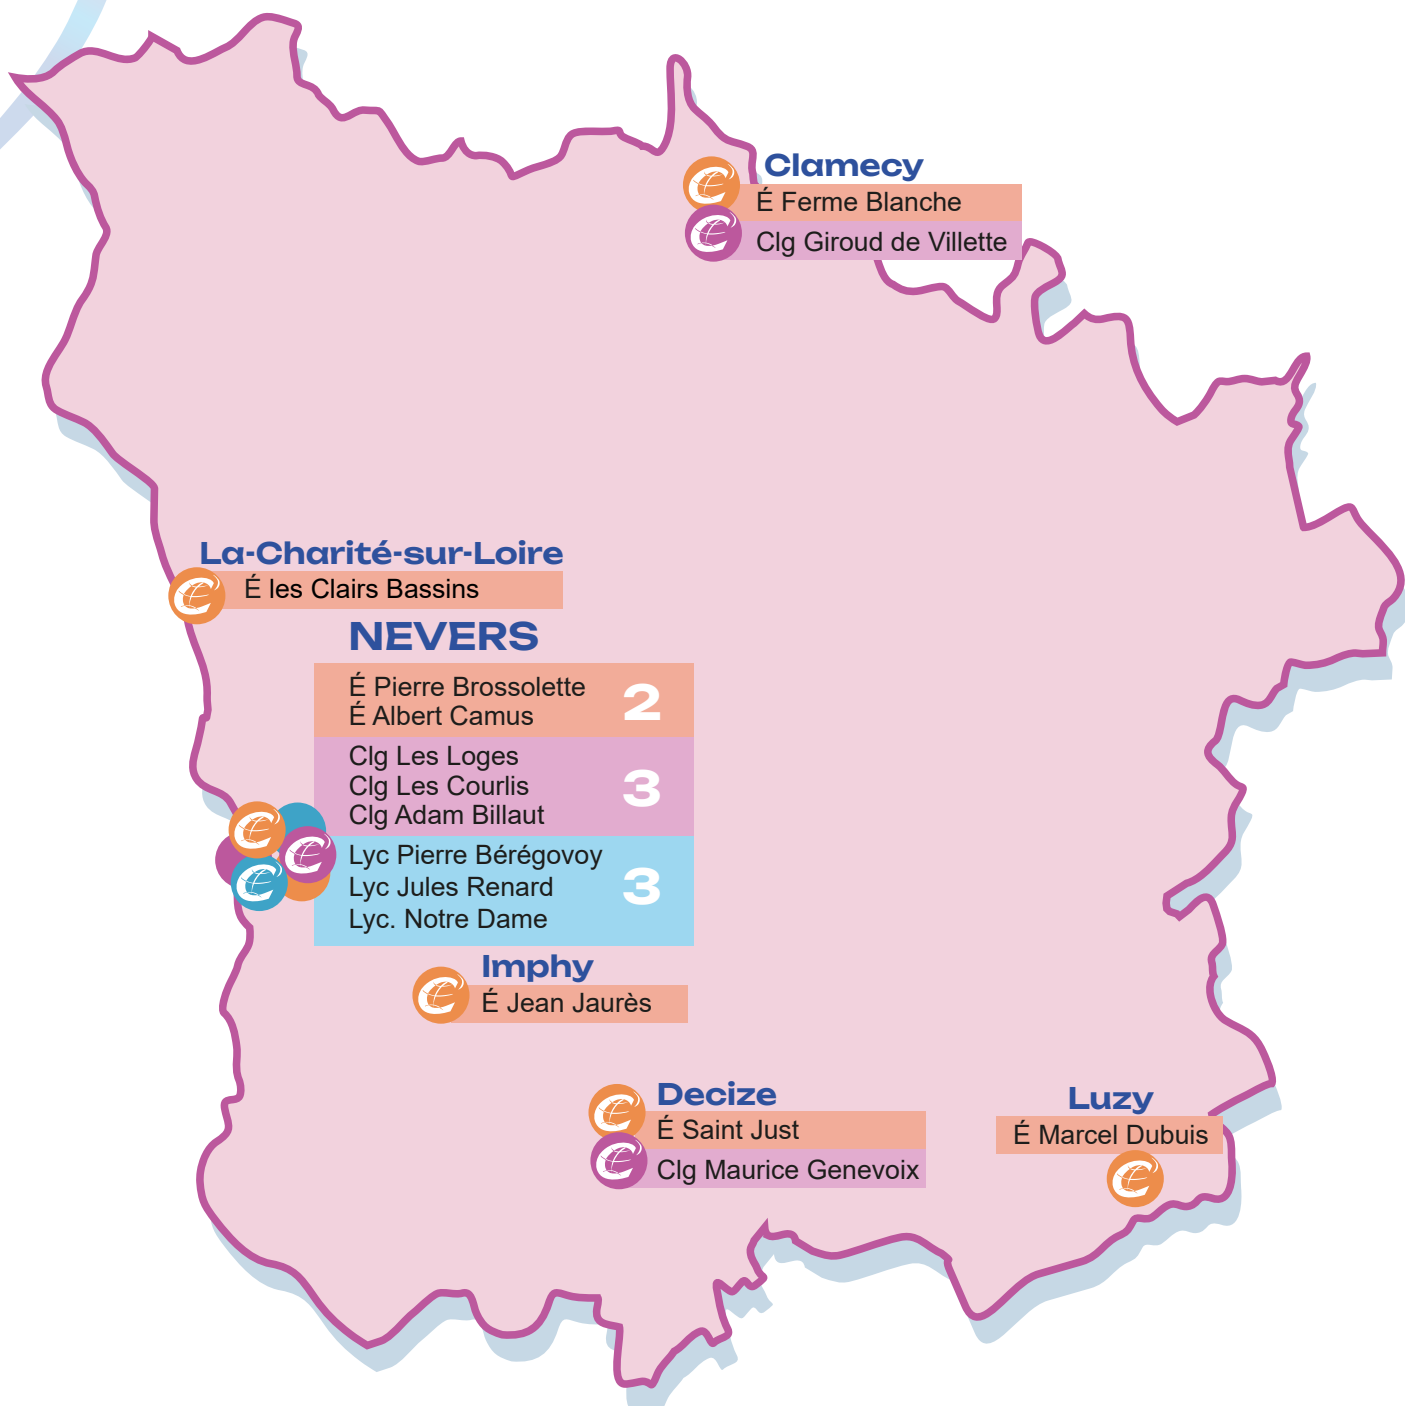 Clamecy
É Ferme Blanche
Clg Giroud de Villette
La-Charité-sur-Loire
É les Clairs Bassins
NEVERS
É Pierre Brossolette
É Albert Camus
2
Clg Les Loges
Clg Les Courlis
Clg Adam Billaut
3
Lyc Pierre Bérégovoy
Lyc Jules Renard
Lyc. Notre Dame
3
Imphy
É Jean Jaurès
Decize
É Saint Just
Clg Maurice Genevoix
Luzy
É Marcel Dubuis